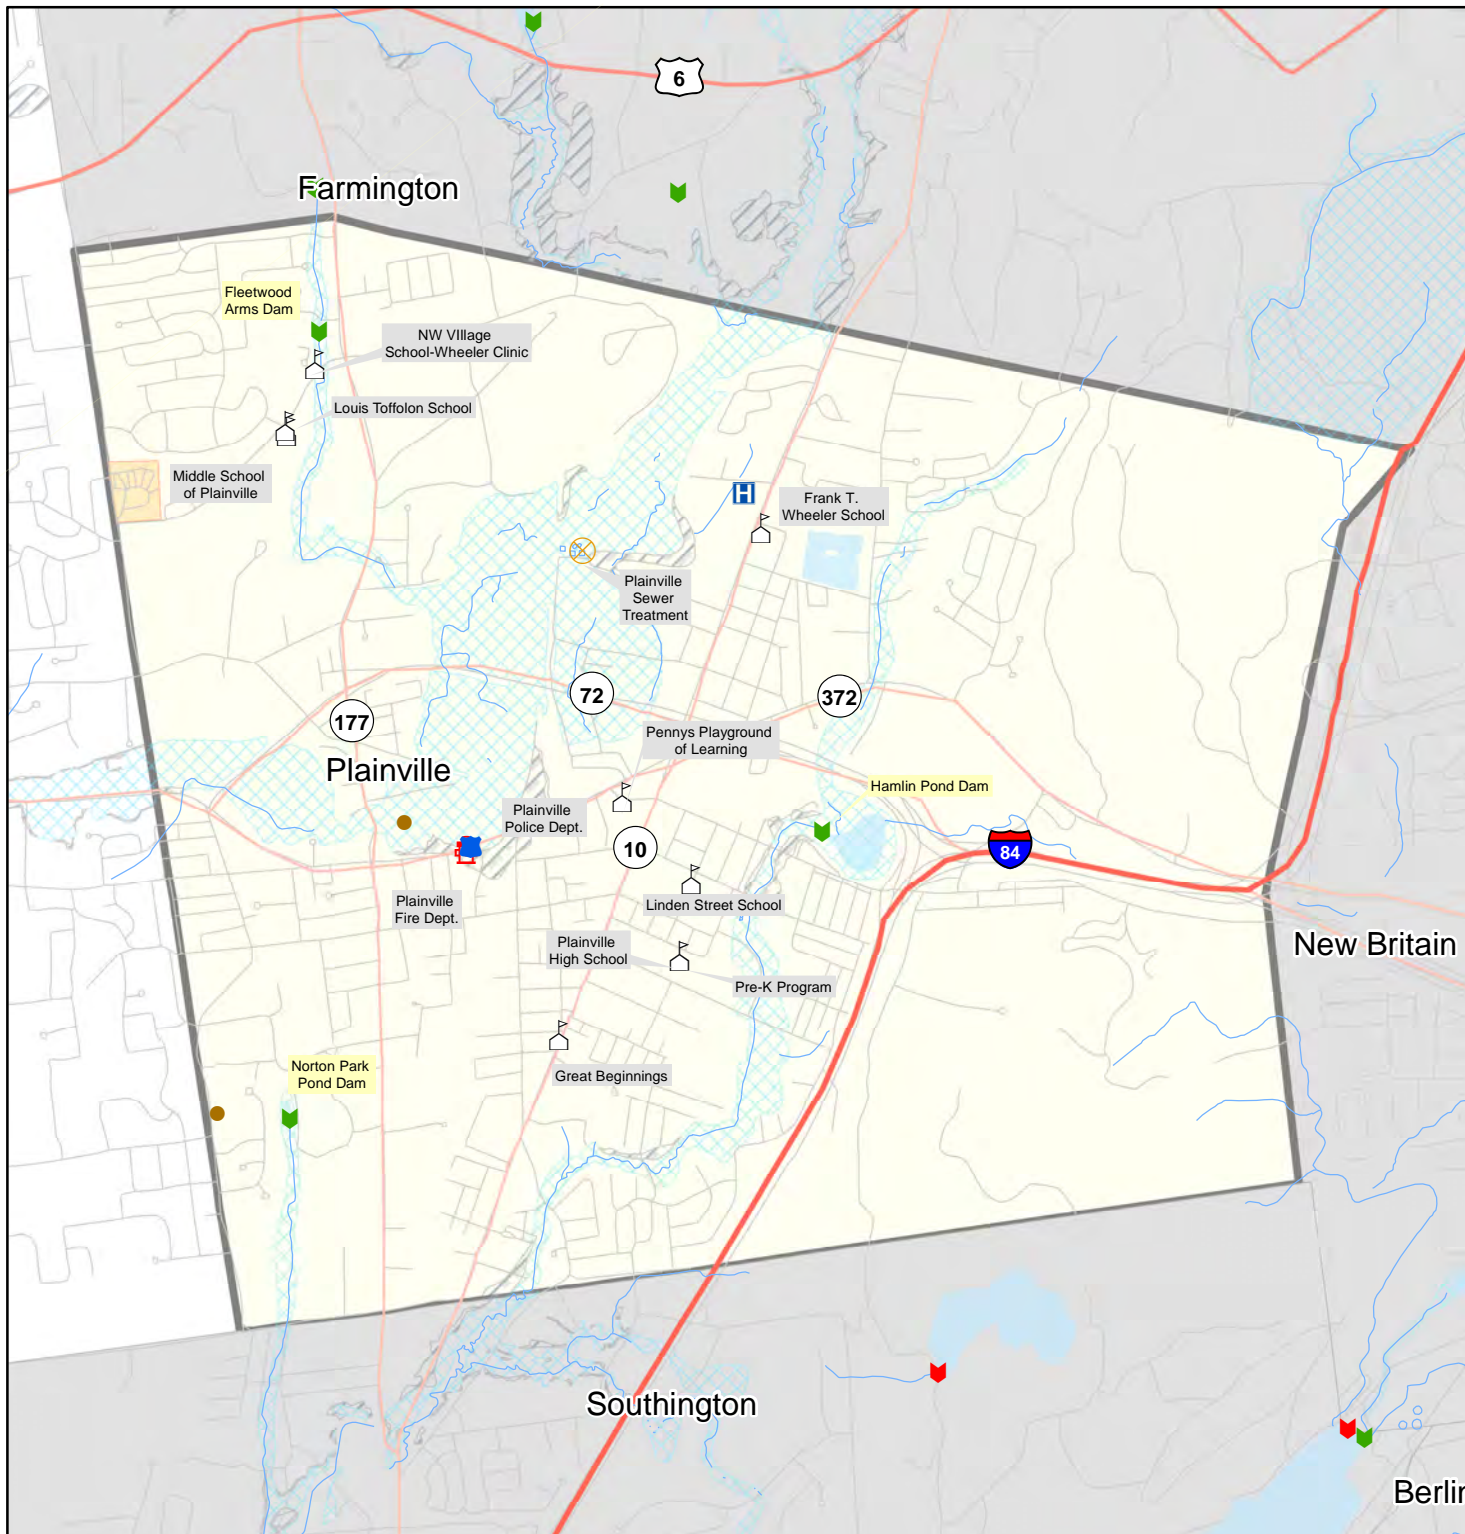 6
Farmington
Fleetwood
Arms Dam
NW VIllage
School-Wheeler Clinic
Louis Toffolon School
Middle School
of Plainville
H
Frank T.
Wheeler School
Plainville
Sewer
Treatment
72
372
177
Pennys Playground
of Learning
Plainville
Hamlin Pond Dam
Plainville
Police Dept.
10
84
Plainville
Fire Dept.
Linden Street School
Plainville
High School
New Britain
Pre-K Program
Norton Park
Pond Dam
Great Beginnings
Southington
Berlin